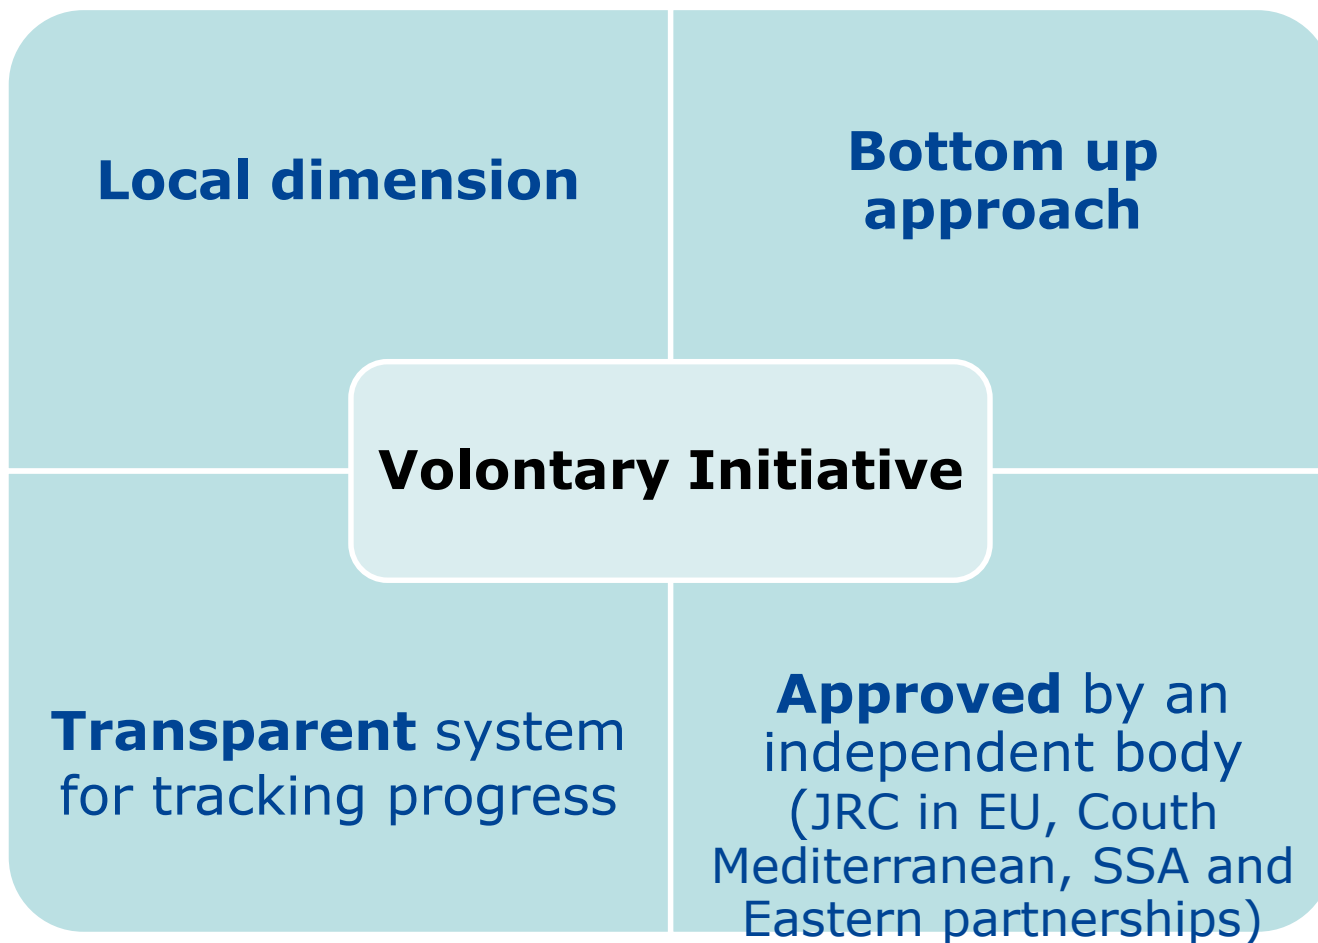 Local dimension
Bottom up
approach
Volontary Initiative
Transparent system
for tracking progress
Approved by an
independent body
(JRC in EU, Couth
Mediterranean, SSA and
Eastern partnerships)